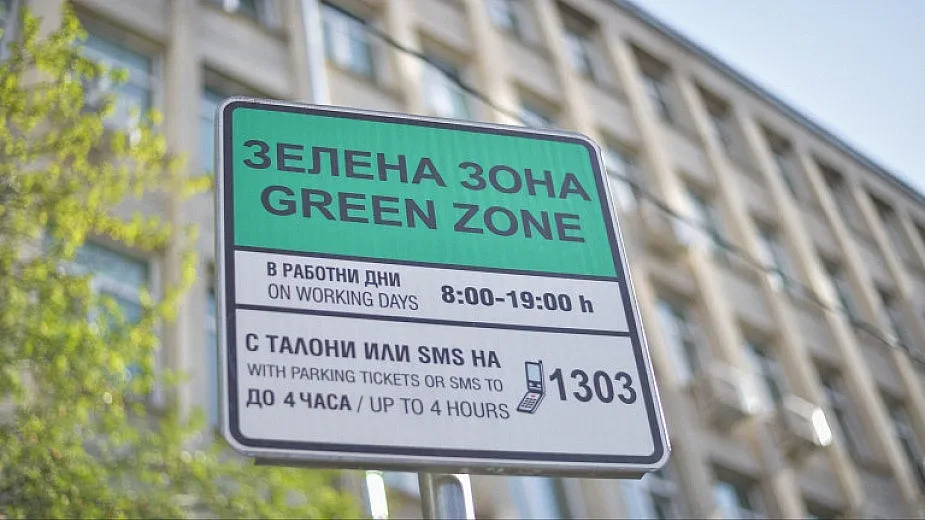 ЗЕЛЕНА ЗОНА
GREEN ZONE
В РАБОТНИ ДНИ
ON WORKING DAYS
8:00-19:00 h
С ТАЛОНИ ИЛИ SMS НА
WITH PARKING TICKETS OR SMS TO
1303
ДО 4 ЧАСА / UP TO 4 HOURS